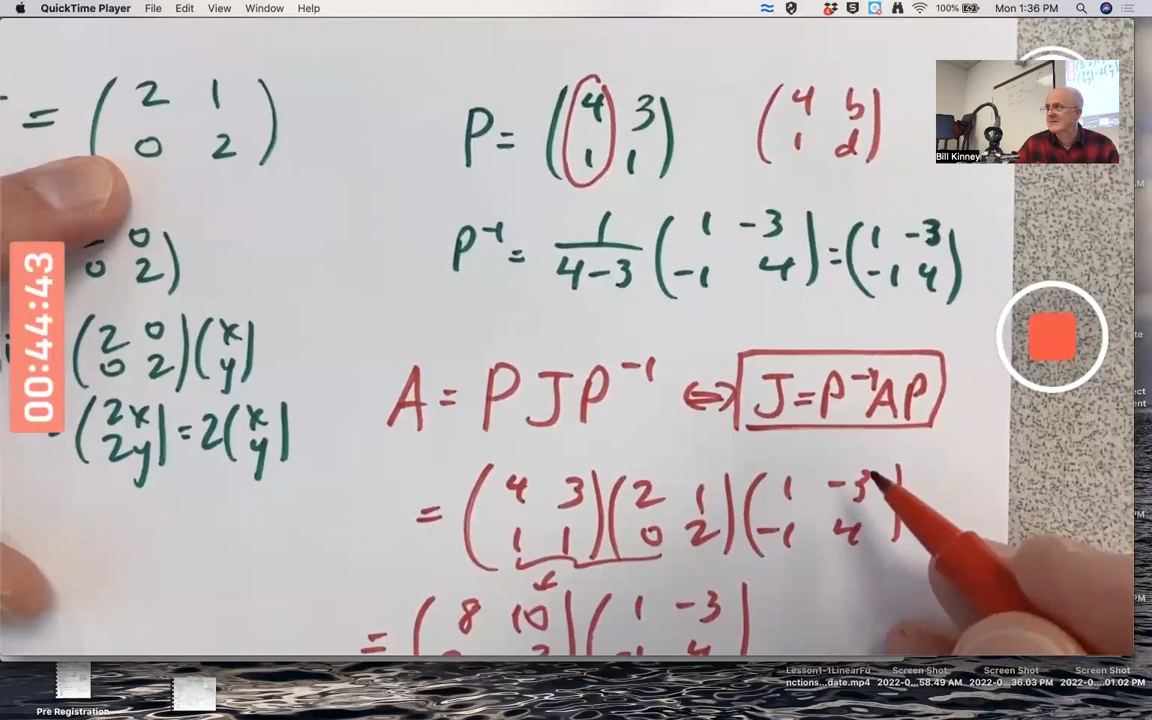 QuickTime Player File Edit View Window Help 100% Mon 1:36 PM
= (2 1
0 2)
P = (4 3
1 1)
(4 b
1 d)
Bill Kinney
P⁻¹ = 1/(4-3) (1 -3
-1 4) = (1 -3
-1 4)
0
0 2)
(2 0
0 2) (x
y)
(2x
2y) = 2 (x
y)
00:44:43
A = P J P⁻¹ ⇔ J = P⁻¹AP
= (4 3
1 1) (2 1
0 2) (1 -3
-1 4)
= (8 10
(1 -3
4
Pre Registration
Lesson1-1LinearFu
nctions...date.mp4
Screen Shot
2022-0...58.49 AM
Screen Shot
2022-0...36.03 PM
Screen Shot
2022-0....01.02 PM